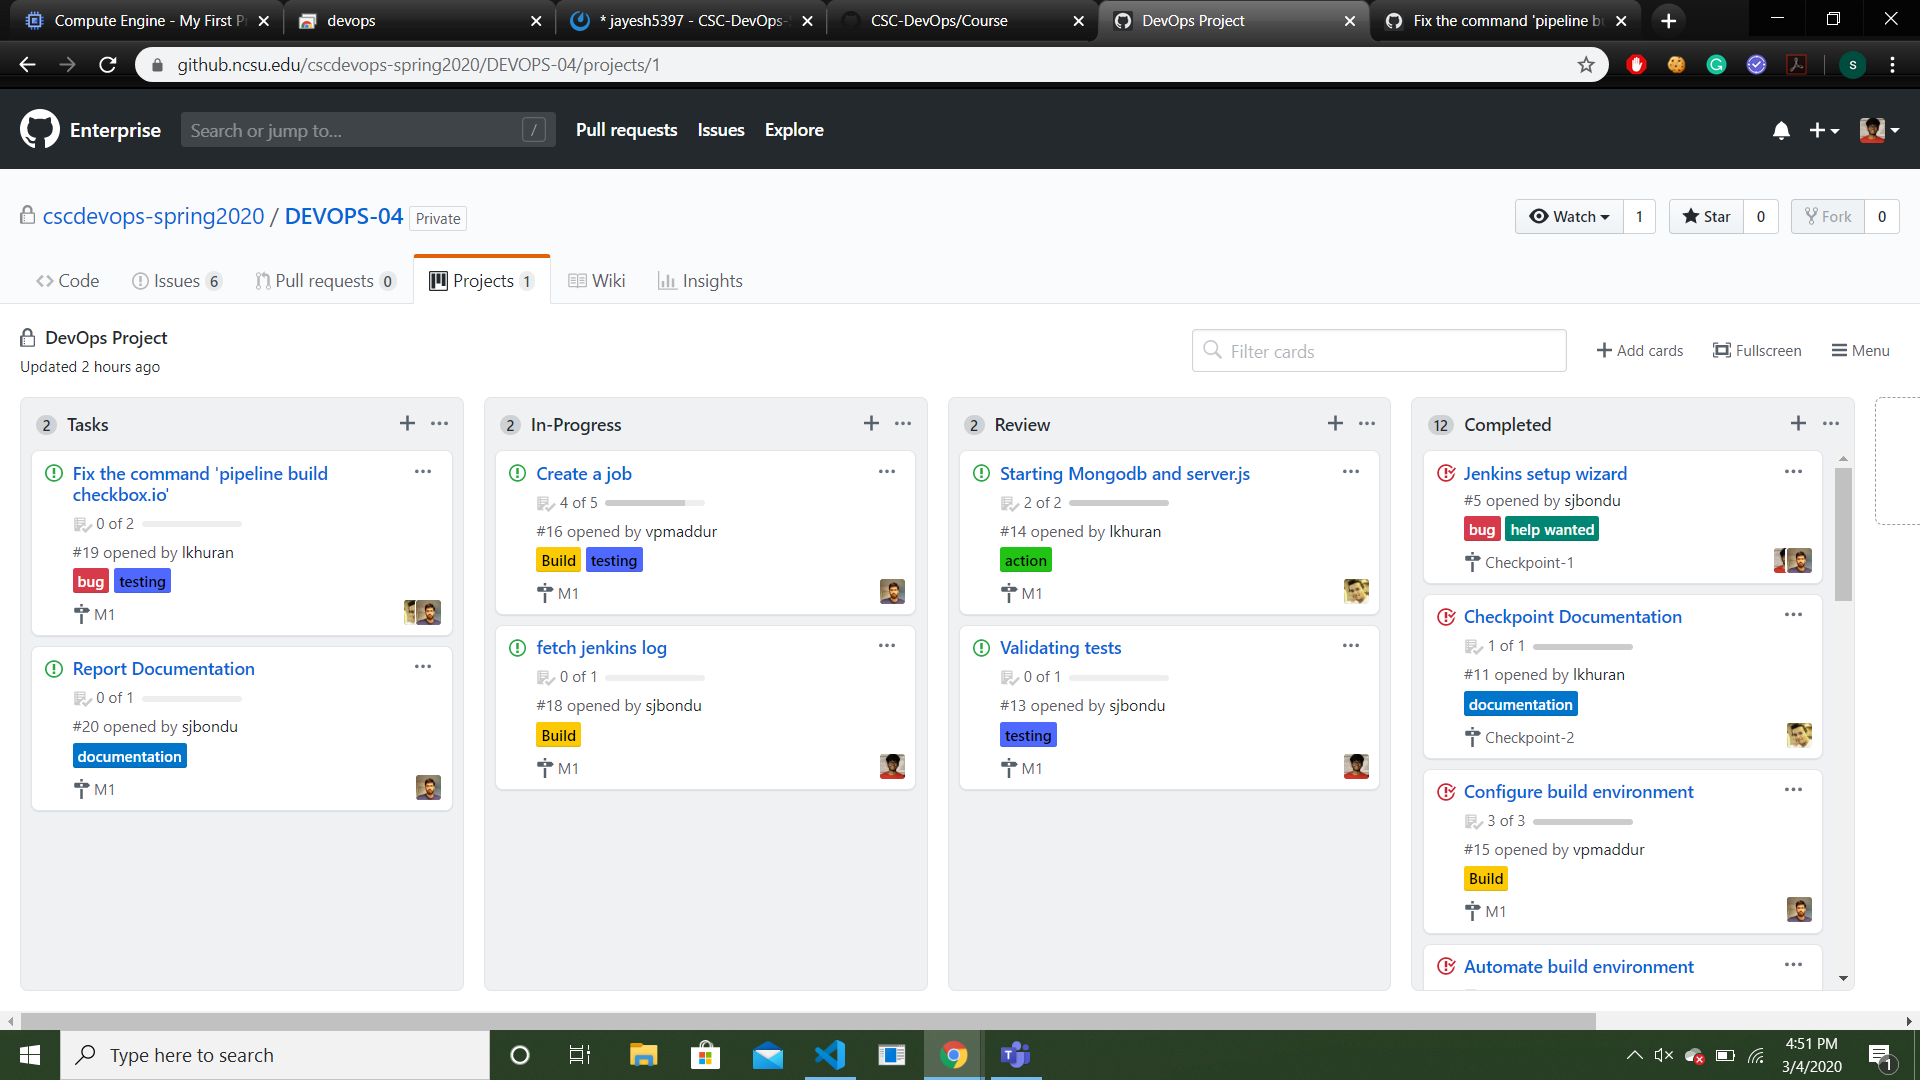 Compute Engine - My First P
devops
* jayesh5397 - CSC-DevOps-
CSC-DevOps/Course
DevOps Project
Fix the command 'pipeline b
github.ncsu.edu/cscdevops-spring2020/DEVOPS-04/projects/1
s
Enterprise
Search or jump to...
/
Pull requests
Issues
Explore
cscdevops-spring2020 / DEVOPS-04 Private
Watch 1
Star 0
Fork 0
Code
Issues 6
Pull requests 0
Projects 1
Wiki
Insights
DevOps Project
Updated 2 hours ago
Filter cards
Add cards
Fullscreen
Menu
2 Tasks
Fix the command 'pipeline build
checkbox.io'
0 of 2
#19 opened by lkhuran
bug testing
M1
Report Documentation
0 of 1
#20 opened by sjbondu
documentation
M1
2 In-Progress
Create a job
4 of 5
#16 opened by vpmaddur
Build testing
M1
fetch jenkins log
0 of 1
#18 opened by sjbondu
Build
M1
2 Review
Starting Mongodb and server.js
2 of 2
#14 opened by lkhuran
action
M1
Validating tests
0 of 1
#13 opened by sjbondu
testing
M1
12 Completed
Jenkins setup wizard
#5 opened by sjbondu
bug help wanted
Checkpoint-1
Checkpoint Documentation
1 of 1
#11 opened by lkhuran
documentation
Checkpoint-2
Configure build environment
3 of 3
#15 opened by vpmaddur
Build
M1
Automate build environment
Type here to search
4:51 PM
3/4/2020
1